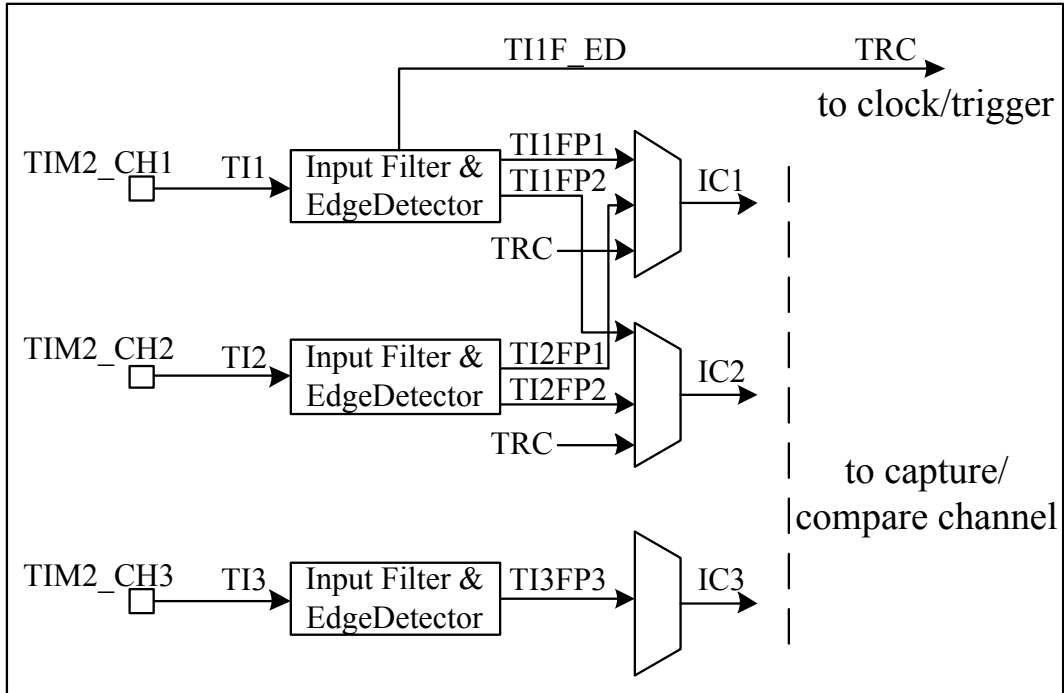 TI1F_ED
TRC
to clock/trigger
TIM2_CH1
TI1
Input Filter &
EdgeDetector
TI1FP1
TI1FP2
TRC
IC1
TIM2_CH2
TI2
Input Filter &
EdgeDetector
TI2FP1
TI2FP2
TRC
IC2
to capture/
compare channel
TIM2_CH3
TI3
Input Filter &
EdgeDetector
TI3FP3
IC3